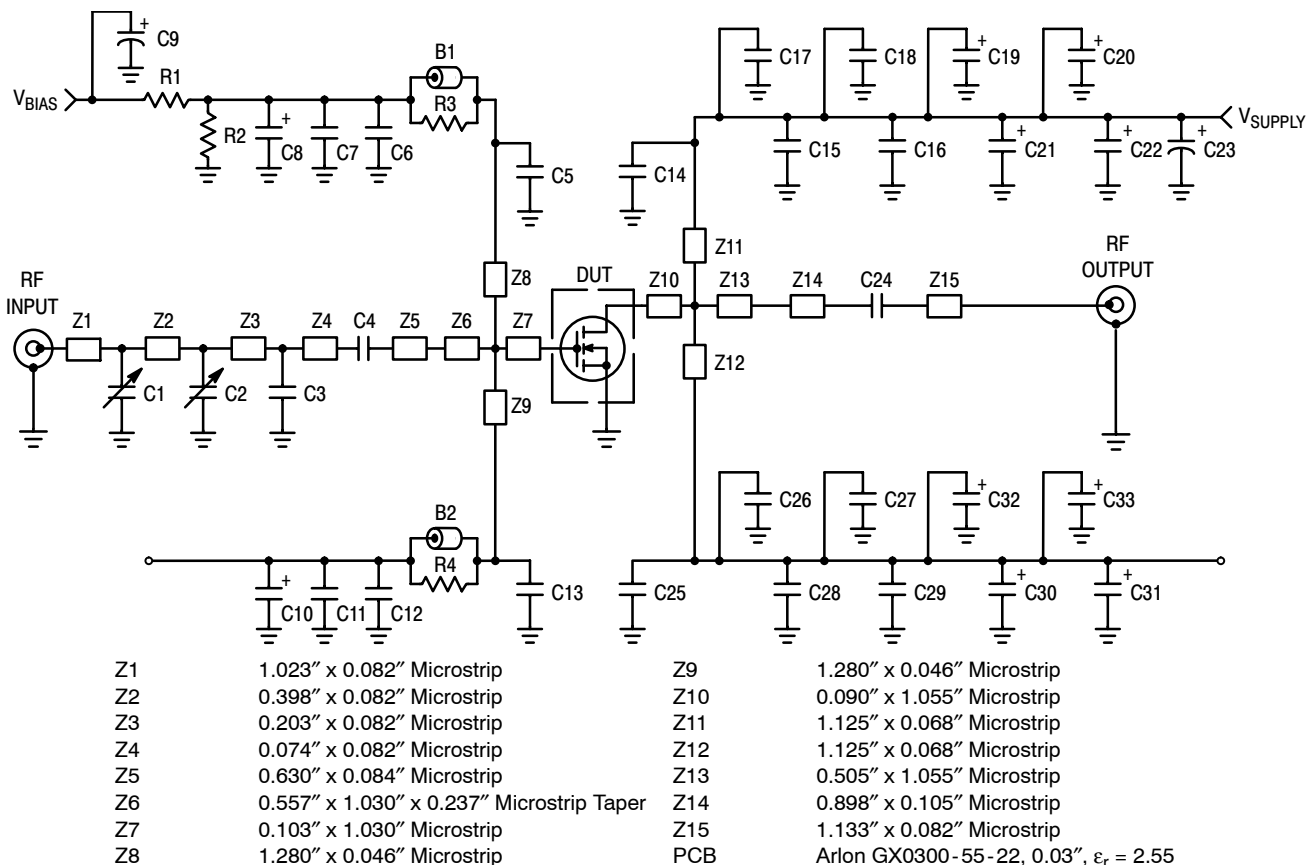 C9
+
B1
R1
V_BIAS
R3
R2
+
C8
C7
C6
C5
C17
C18
+
C19
+
C20
V_SUPPLY
C15
C16
+
C21
+
C22
+
C23
C14
Z11
RF
OUTPUT
Z8
DUT
Z10
Z13
Z14
C24
Z15
RF
INPUT
Z1
Z2
Z3
Z4
C4
Z5
Z6
Z7
Z12
C1
C2
C3
Z9
C26
C27
+
C32
+
C33
B2
R4
+
C10
C11
C12
C13
C25
C28
C29
+
C30
+
C31
Z1 1.023″ x 0.082″ Microstrip
Z2 0.398″ x 0.082″ Microstrip
Z3 0.203″ x 0.082″ Microstrip
Z4 0.074″ x 0.082″ Microstrip
Z5 0.630″ x 0.084″ Microstrip
Z6 0.557″ x 1.030″ x 0.237″ Microstrip Taper
Z7 0.103″ x 1.030″ Microstrip
Z8 1.280″ x 0.046″ Microstrip
Z9 1.280″ x 0.046″ Microstrip
Z10 0.090″ x 1.055″ Microstrip
Z11 1.125″ x 0.068″ Microstrip
Z12 1.125″ x 0.068″ Microstrip
Z13 0.505″ x 1.055″ Microstrip
Z14 0.898″ x 0.105″ Microstrip
Z15 1.133″ x 0.082″ Microstrip
PCB Arlon GX0300-55-22, 0.03″, εr = 2.55